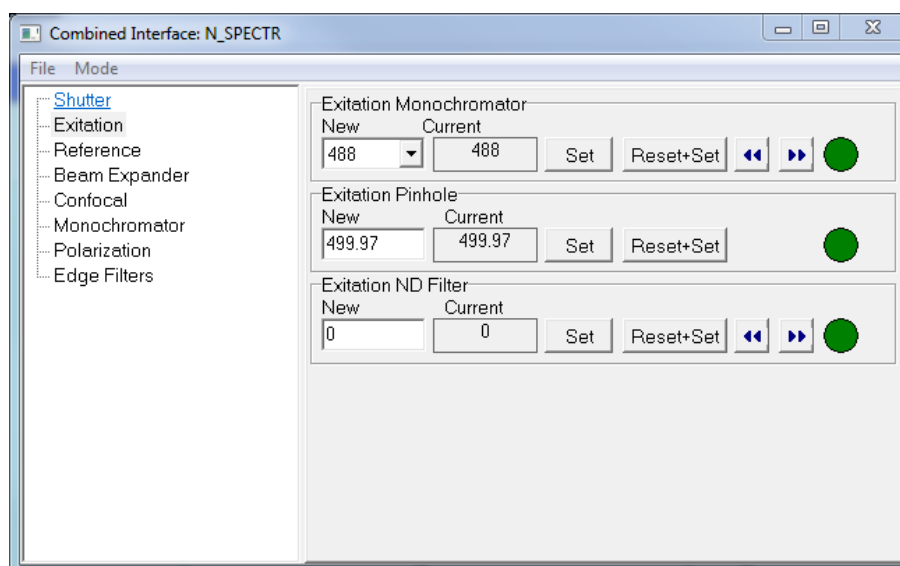 Combined Interface: N_SPECTR
File Mode
Shutter
Exitation
Reference
Beam Expander
Confocal
Monochromator
Polarization
Edge Filters
Exitation Monochromator
New Current
488 488 Set Reset+Set
Exitation Pinhole
New Current
499.97 499.97 Set Reset+Set
Exitation ND Filter
New Current
0 0 Set Reset+Set